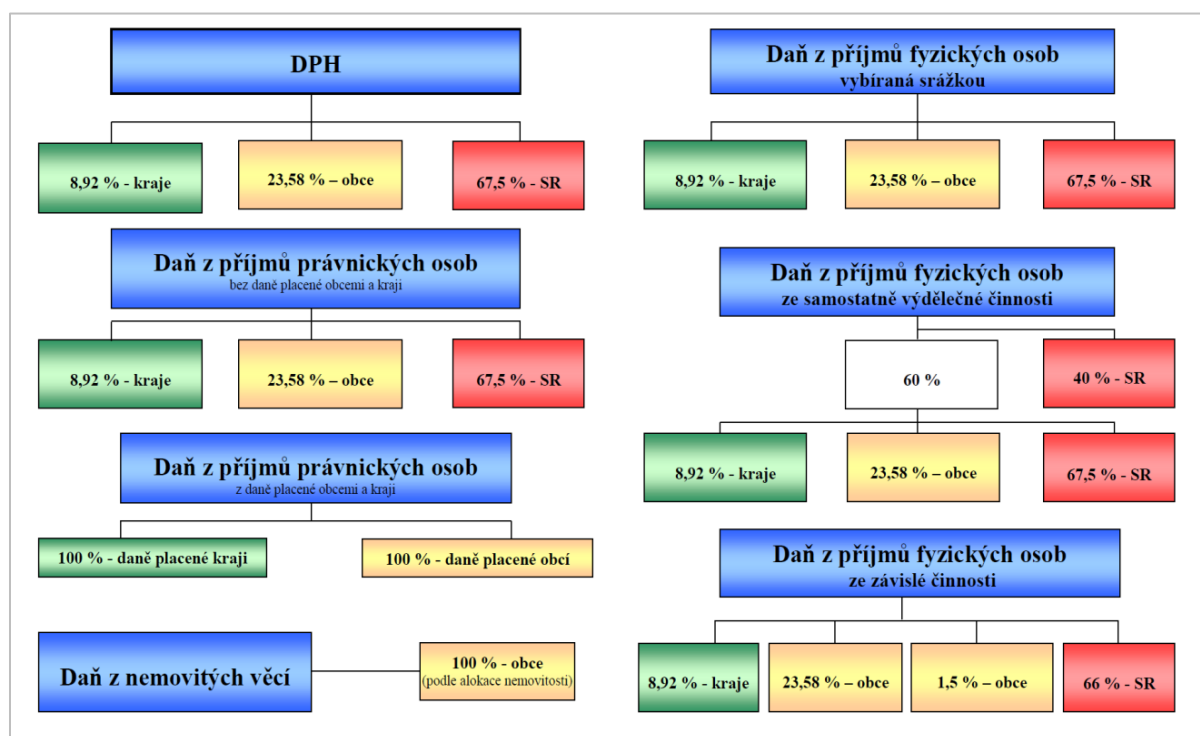 DPH
8,92 % - kraje
23,58 % – obce
67,5 % - SR
Daň z příjmů právnických osob
bez daně placené obcemi a kraji
8,92 % - kraje
23,58 % – obce
67,5 % - SR
Daň z příjmů právnických osob
z daně placené obcemi a kraji
100 % - daně placené kraji
100 % - daně placené obcí
Daň z nemovitých věcí
100 % - obce
(podle alokace nemovitosti)
Daň z příjmů fyzických osob
vybíraná srážkou
8,92 % - kraje
23,58 % – obce
67,5 % - SR
Daň z příjmů fyzických osob
ze samostatně výdělečné činnosti
60 %
40 % - SR
8,92 % - kraje
23,58 % – obce
67,5 % - SR
Daň z příjmů fyzických osob
ze závislé činnosti
8,92 % - kraje
23,58 % – obce
1,5 % – obce
66 % - SR